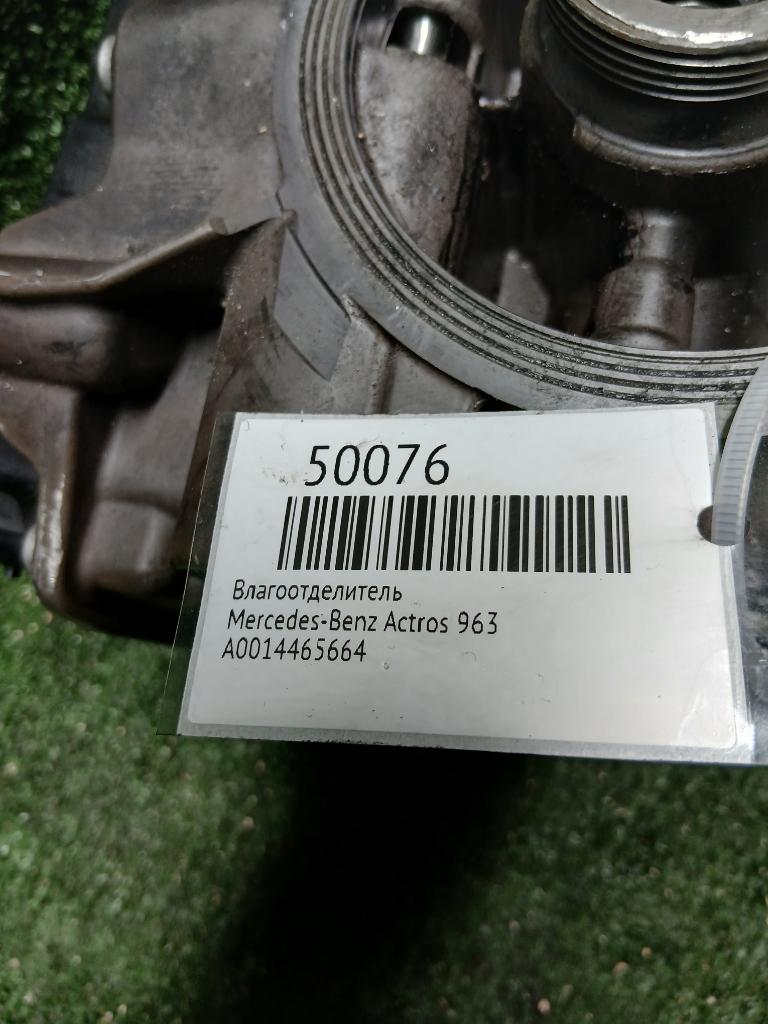 50076
Влагоотделитель
Mercedes-Benz Actros 963
A0014465664